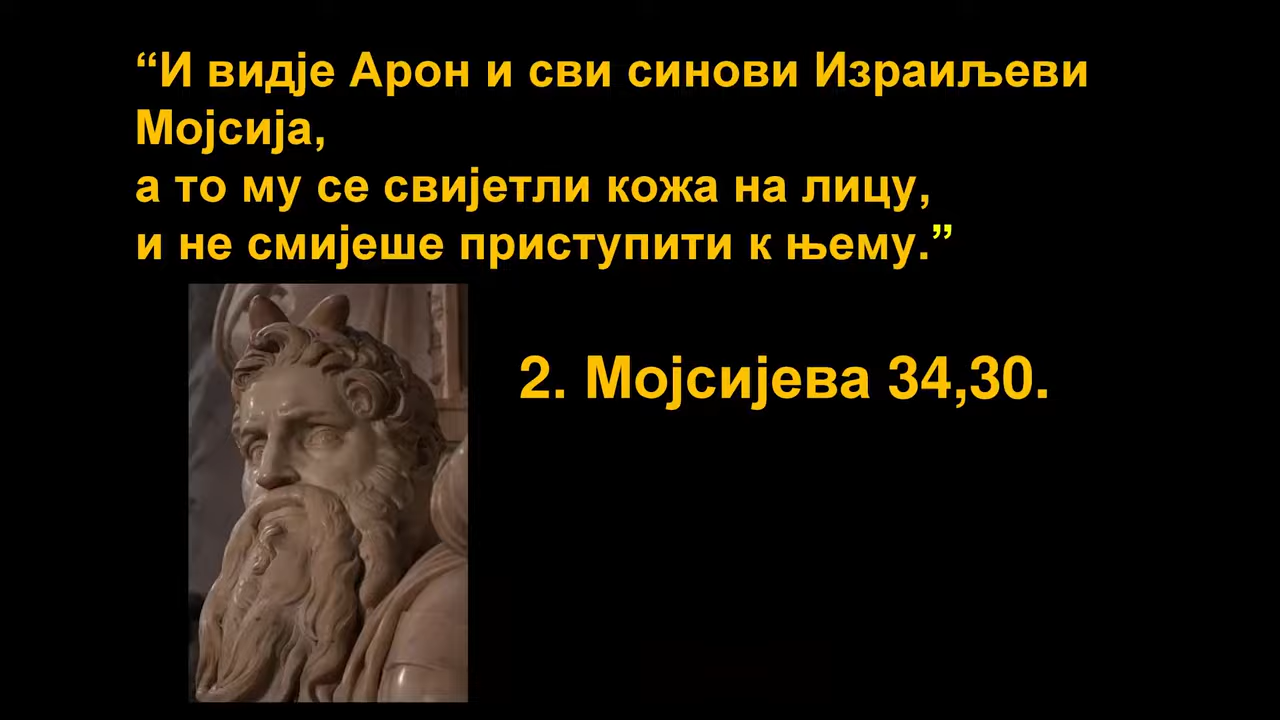 “И видје Арон и сви синови Израиљеви
Мојсија,
а то му се свијетли кожа на лицу,
и не смијеше приступити к њему.”
2. Мојсијева 34,30.